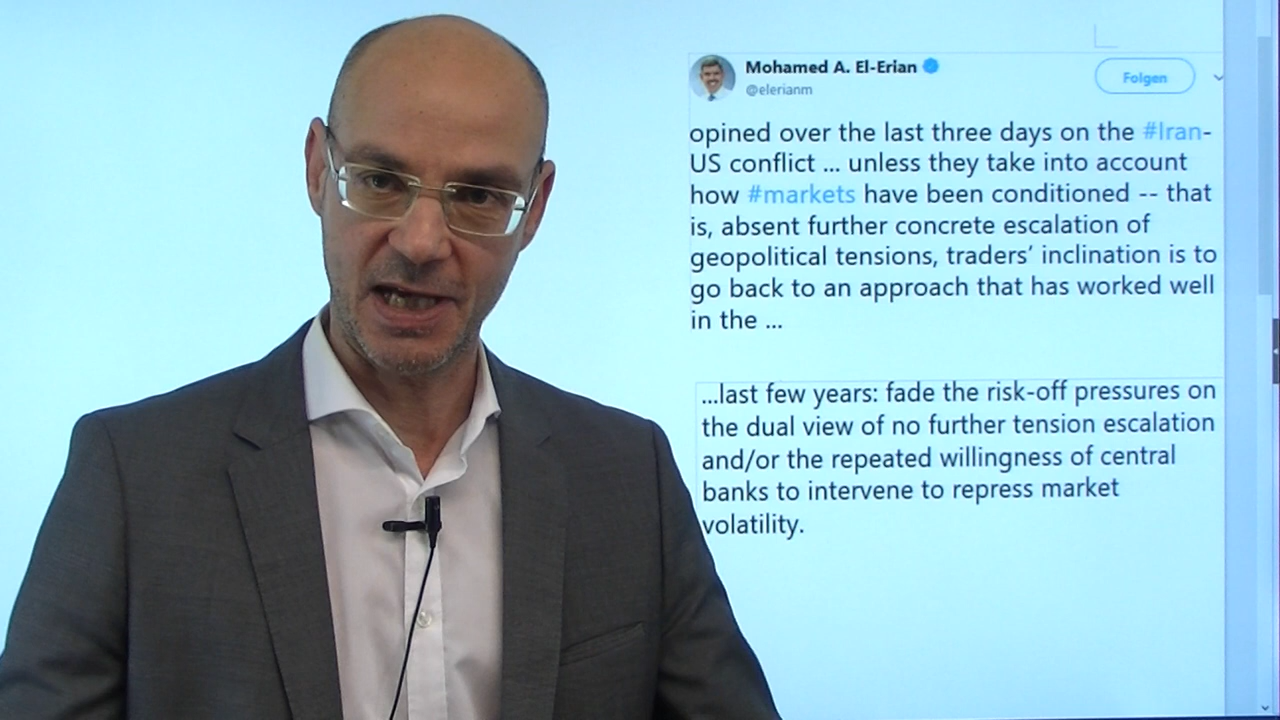 Mohamed A. El-Erian
@elerianm
Folgen
opined over the last three days on the #Iran-
US conflict ... unless they take into account
how #markets have been conditioned -- that
is, absent further concrete escalation of
geopolitical tensions, traders’ inclination is to
go back to an approach that has worked well
in the ...
...last few years: fade the risk-off pressures on
the dual view of no further tension escalation
and/or the repeated willingness of central
banks to intervene to repress market
volatility.